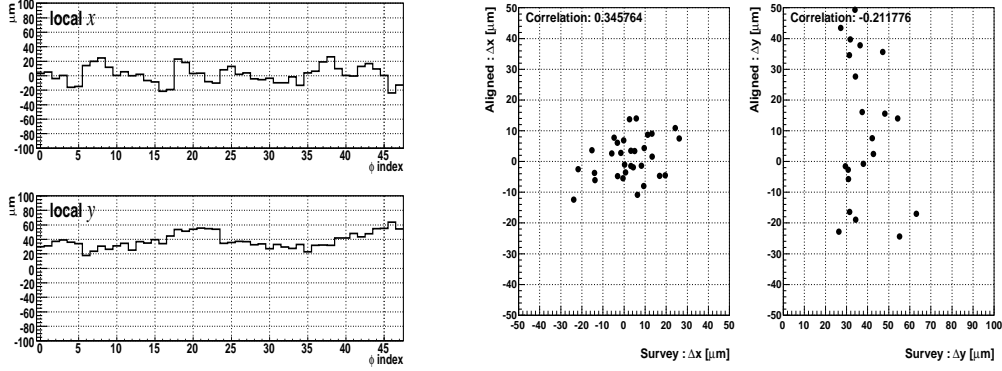 μm
local x
100
80
60
40
20
0
-20
-40
-60
-80
-100
0 5 10 15 20 25 30 35 40 45
ϕ index
μm
local y
100
80
60
40
20
0
-20
-40
-60
-80
-100
0 5 10 15 20 25 30 35 40 45
ϕ index
Aligned : Δx [μm]
Correlation: 0.345764
50
40
30
20
10
0
-10
-20
-30
-40
-50
-50 -40 -30 -20 -10 0 10 20 30 40 50
Survey : Δx [μm]
Aligned : Δy [μm]
Correlation: -0.211776
50
40
30
20
10
0
-10
-20
-30
-40
-50
0 10 20 30 40 50 60 70 80 90 100
Survey : Δy [μm]